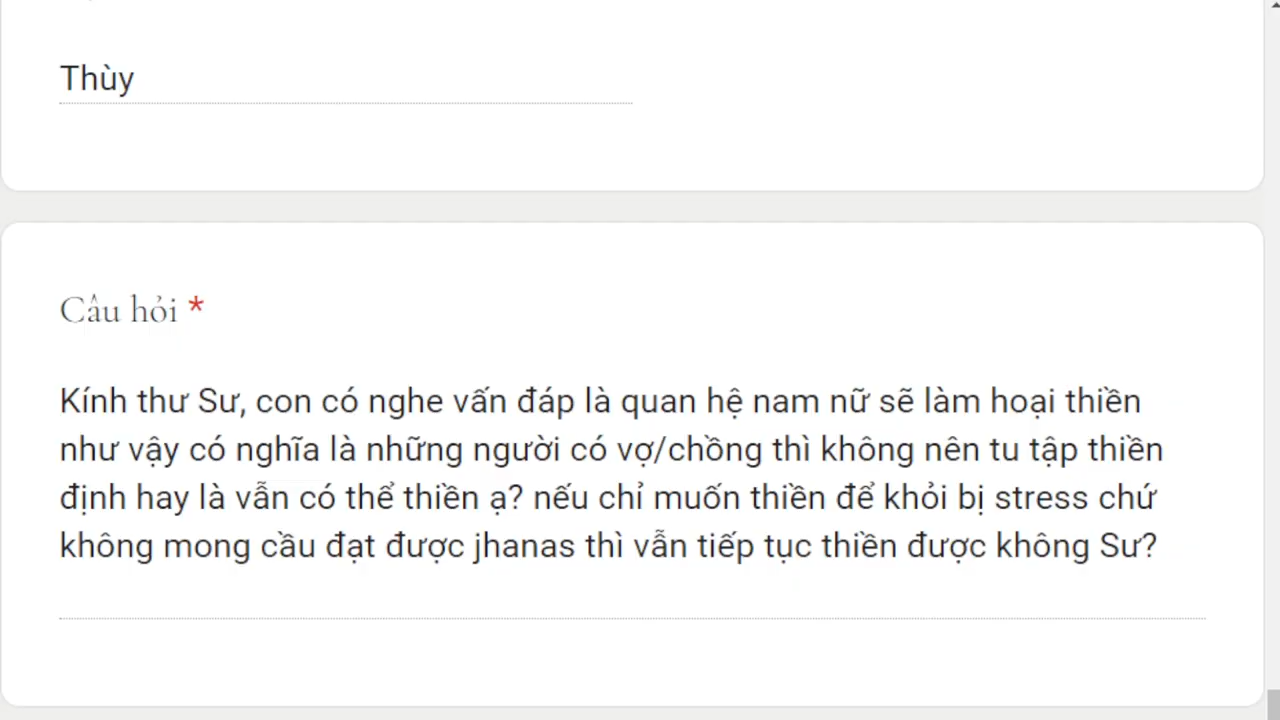 Thùy
Câu hỏi *
Kính thư Sư, con có nghe vấn đáp là quan hệ nam nữ sẽ làm hoại thiền
như vậy có nghĩa là những người có vợ/chồng thì không nên tu tập thiền
định hay là vẫn có thể thiền ạ? nếu chỉ muốn thiền để khỏi bị stress chứ
không mong cầu đạt được jhanas thì vẫn tiếp tục thiền được không Sư?